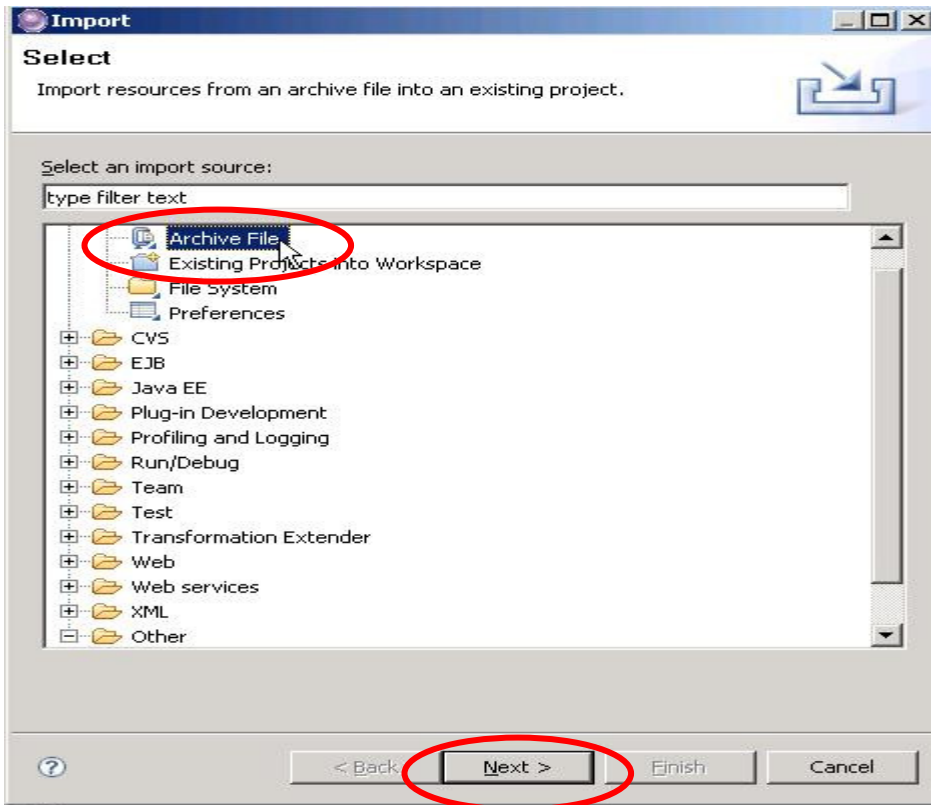 Import
Select
Import resources from an archive file into an existing project.
Select an import source:
type filter text
Archive File
Existing Projects into Workspace
File System
Preferences
CVS
EJB
Java EE
Plug-in Development
Profiling and Logging
Run/Debug
Team
Test
Transformation Extender
Web
Web services
XML
Other
? < Back Next > Finish Cancel